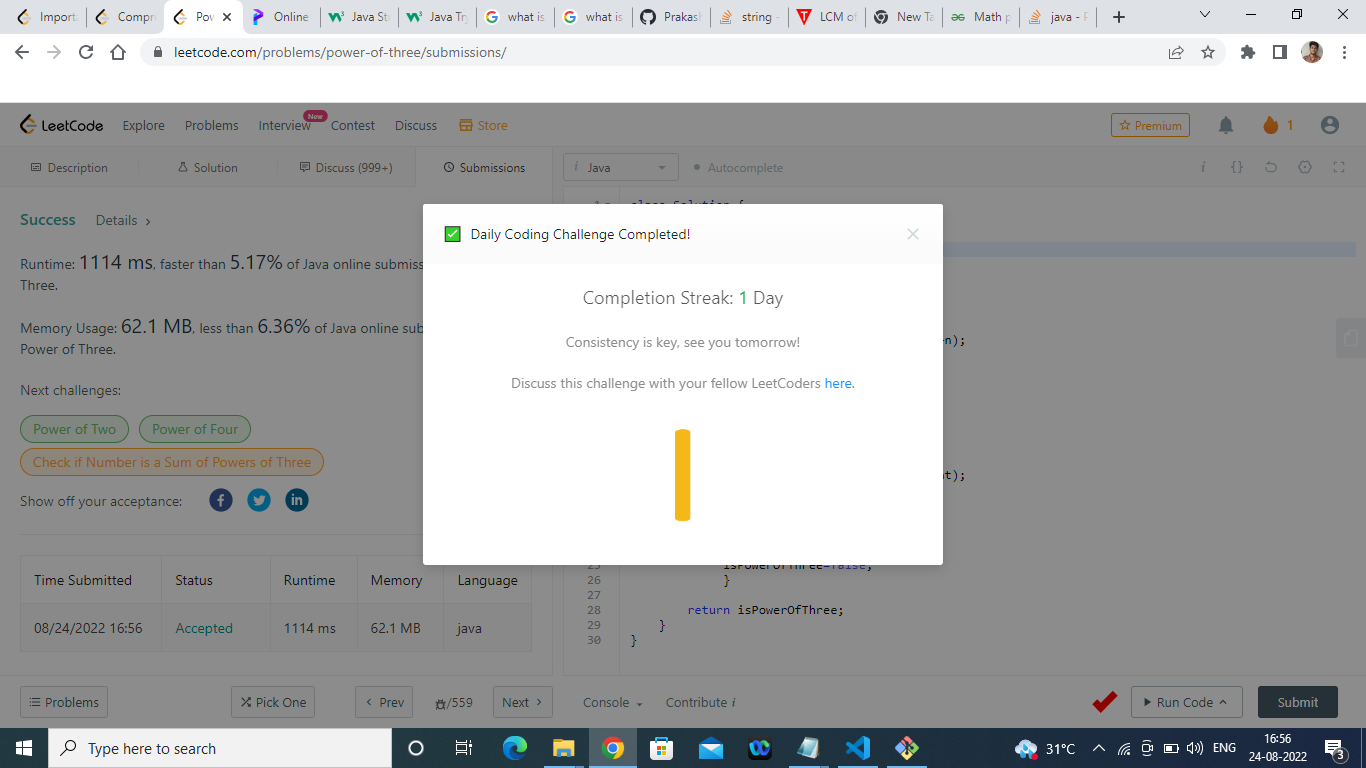 Import
Compr
Pow
Online
Java St
Java Try
what is
what is
Prakas
string -
LCM of
New Ta
Math p
java - P
leetcode.com/problems/power-of-three/submissions/
LeetCode
Explore
Problems
Interview
New
Contest
Discuss
Store
Premium
1
Description
Solution
Discuss (999+)
Submissions
i Java
Autocomplete
i
{}
Success
Details
Runtime: 1114 ms, faster than 5.17% of Java online submiss
Three.
Memory Usage: 62.1 MB, less than 6.36% of Java online sub
Power of Three.
Next challenges:
Power of Two
Power of Four
Check if Number is a Sum of Powers of Three
Show off your acceptance:
Time Submitted Status Runtime Memory Language
08/24/2022 16:56 Accepted 1114 ms 62.1 MB java
Daily Coding Challenge Completed!
Completion Streak: 1 Day
Consistency is key, see you tomorrow!
Discuss this challenge with your fellow LeetCoders here.
1 class Solution {
n);
t);
25 isPowerOfThree=false;
26 }
27
28 return isPowerOfThree;
29 }
30 }
Problems
Pick One
Prev
/559
Next
Console
Contribute i
Run Code
Submit
Type here to search
31°C
ENG
16:56
24-08-2022
3